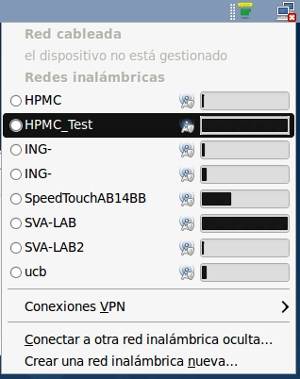 Red cableada
el dispositivo no está gestionado
Redes inalámbricas
HPMC
HPMC_Test
ING-
ING-
SpeedTouchAB14BB
SVA-LAB
SVA-LAB2
ucb
Conexiones VPN
Conectar a otra red inalámbrica oculta...
Crear una red inalámbrica nueva...